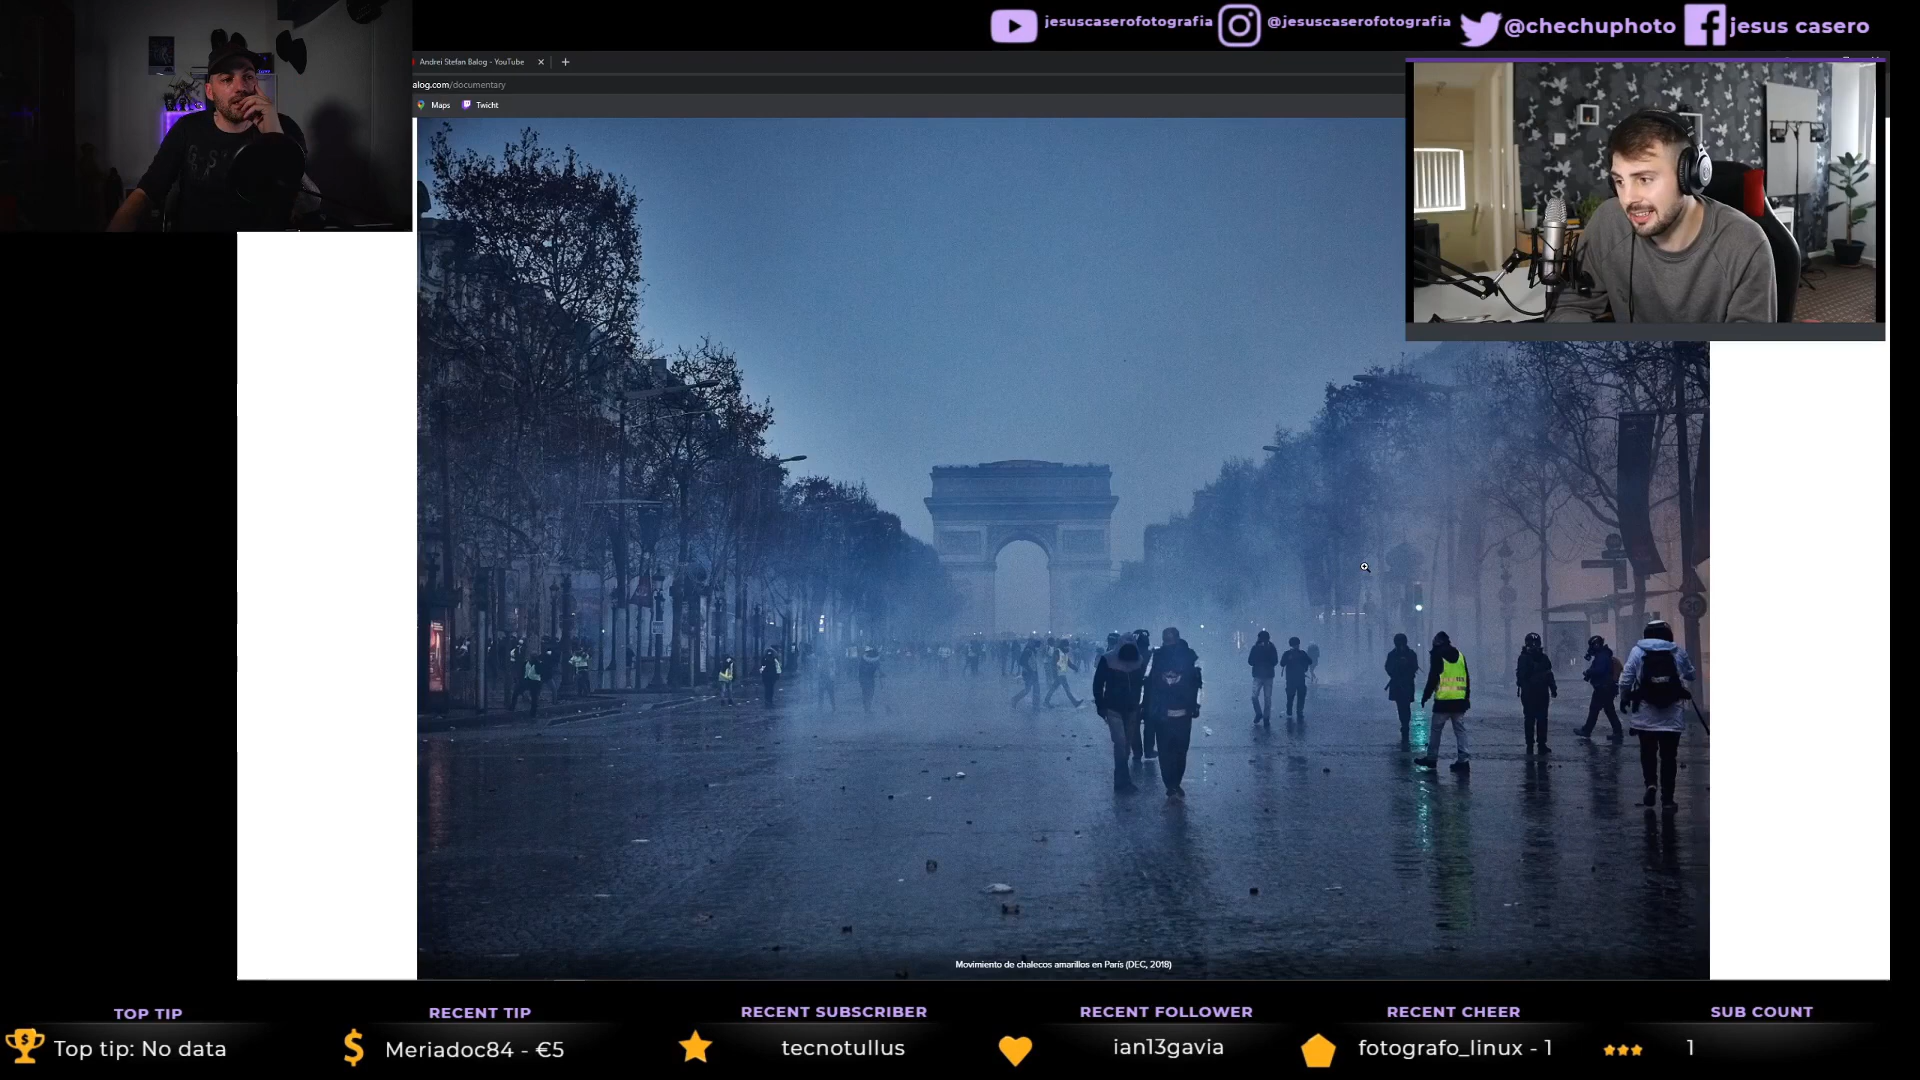 jesuscaserofotografia
@jesuscaserofotografia
@chechuphoto
jesus casero
Andrei Stefan Balog - YouTube
alog.com/documentary
Maps
Twicht
30
Movimiento de chalecos amarillos en París (DEC, 2018)
TOP TIP
Top tip: No data
RECENT TIP
Meriadoc84 - €5
RECENT SUBSCRIBER
tecnotullus
RECENT FOLLOWER
ian13gavia
RECENT CHEER
fotografo_linux - 1
SUB COUNT
1